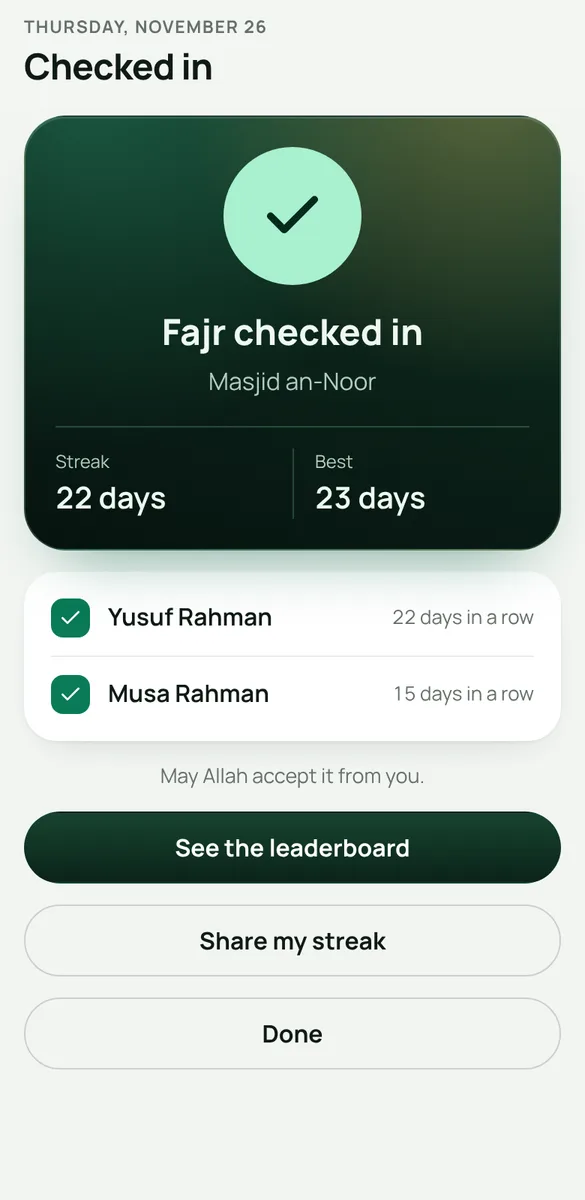 THURSDAY, NOVEMBER 26
Checked in
Fajr checked in
Masjid an-Noor
Streak
22 days
Best
23 days
Yusuf Rahman
22 days in a row
Musa Rahman
15 days in a row
May Allah accept it from you.
See the leaderboard
Share my streak
Done